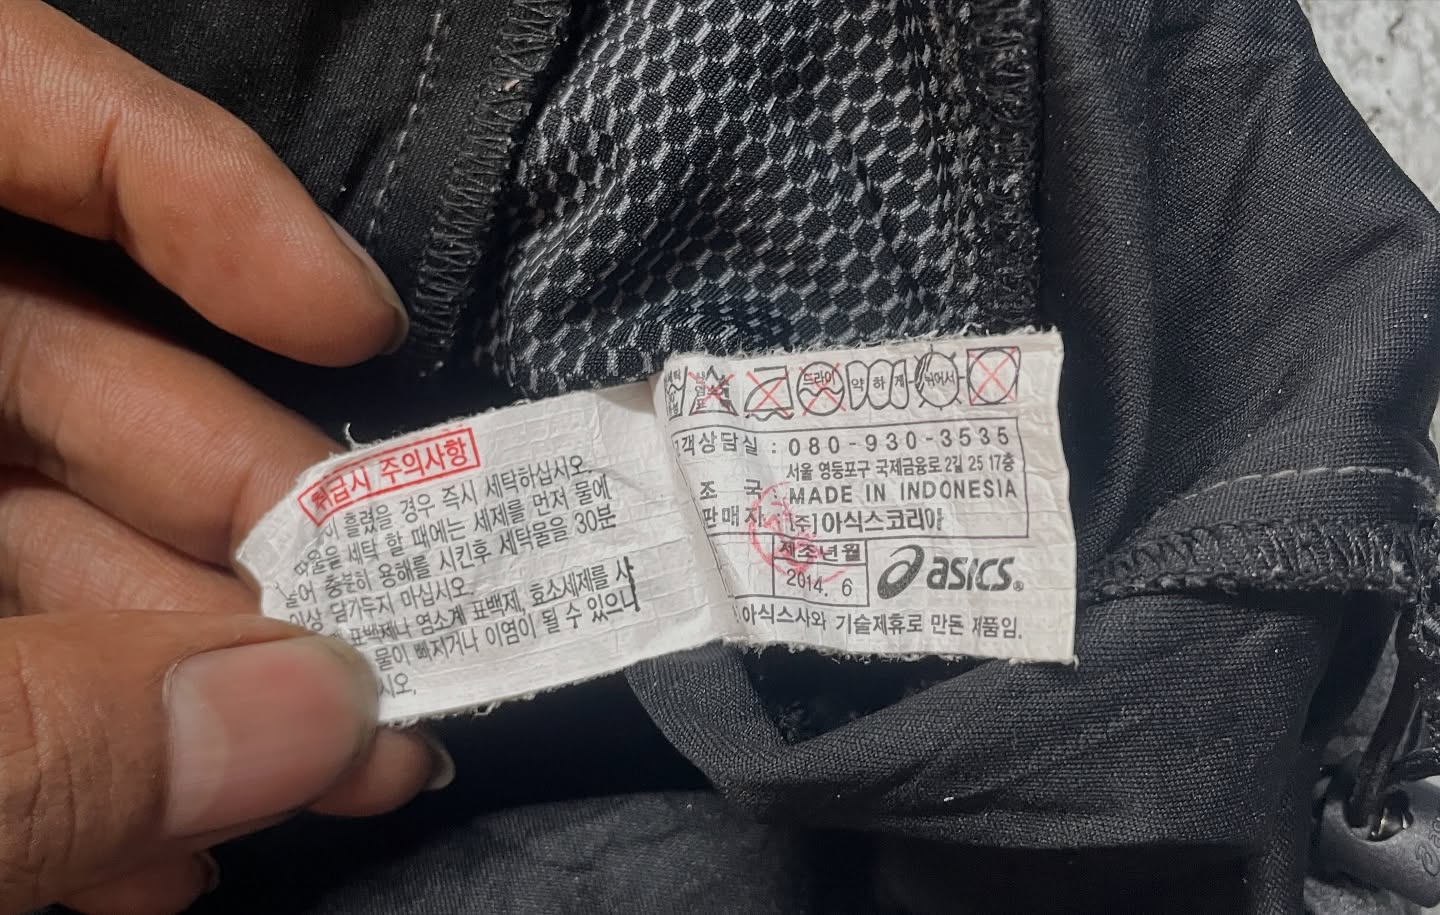 취급시 주의사항
이 흘렸을 경우 즉시 세탁하십시오.
세탁 할 때에는 세제를 먼저 물에
넣어 충분히 용해를 시킨후 세탁물을 30분
이상 담가두지 마십시오.
표백제나 염소계 표백제, 효소세제를 사
물이 빠지거나 이염이 될 수 있으니
시오.
드라이
약하게
뉘어서
객상담실 : 080-930-3535
서울 영등포구 국제금융로 2길 25 17층
조국 : MADE IN INDONESIA
판매자 : (주)아식스코리아
제조년월
2014. 6
asics
아식스사와 기술제휴로 만든 제품임.